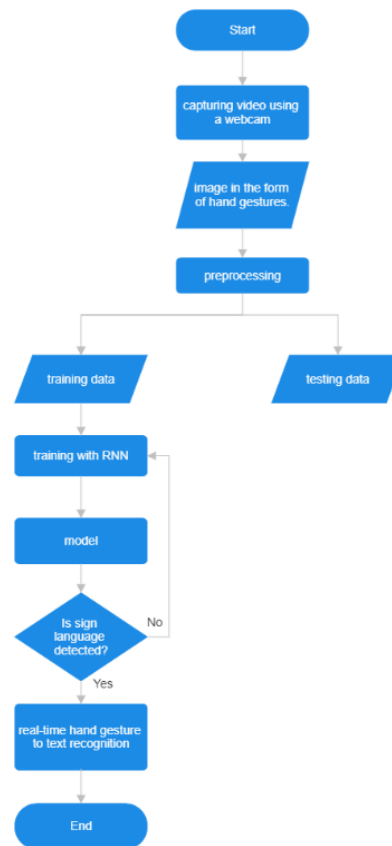 Start
capturing video using
a webcam
image in the form
of hand gestures.
preprocessing
training data
testing data
training with RNN
model
Is sign
language
detected?
No
Yes
real-time hand gesture
to text recognition
End